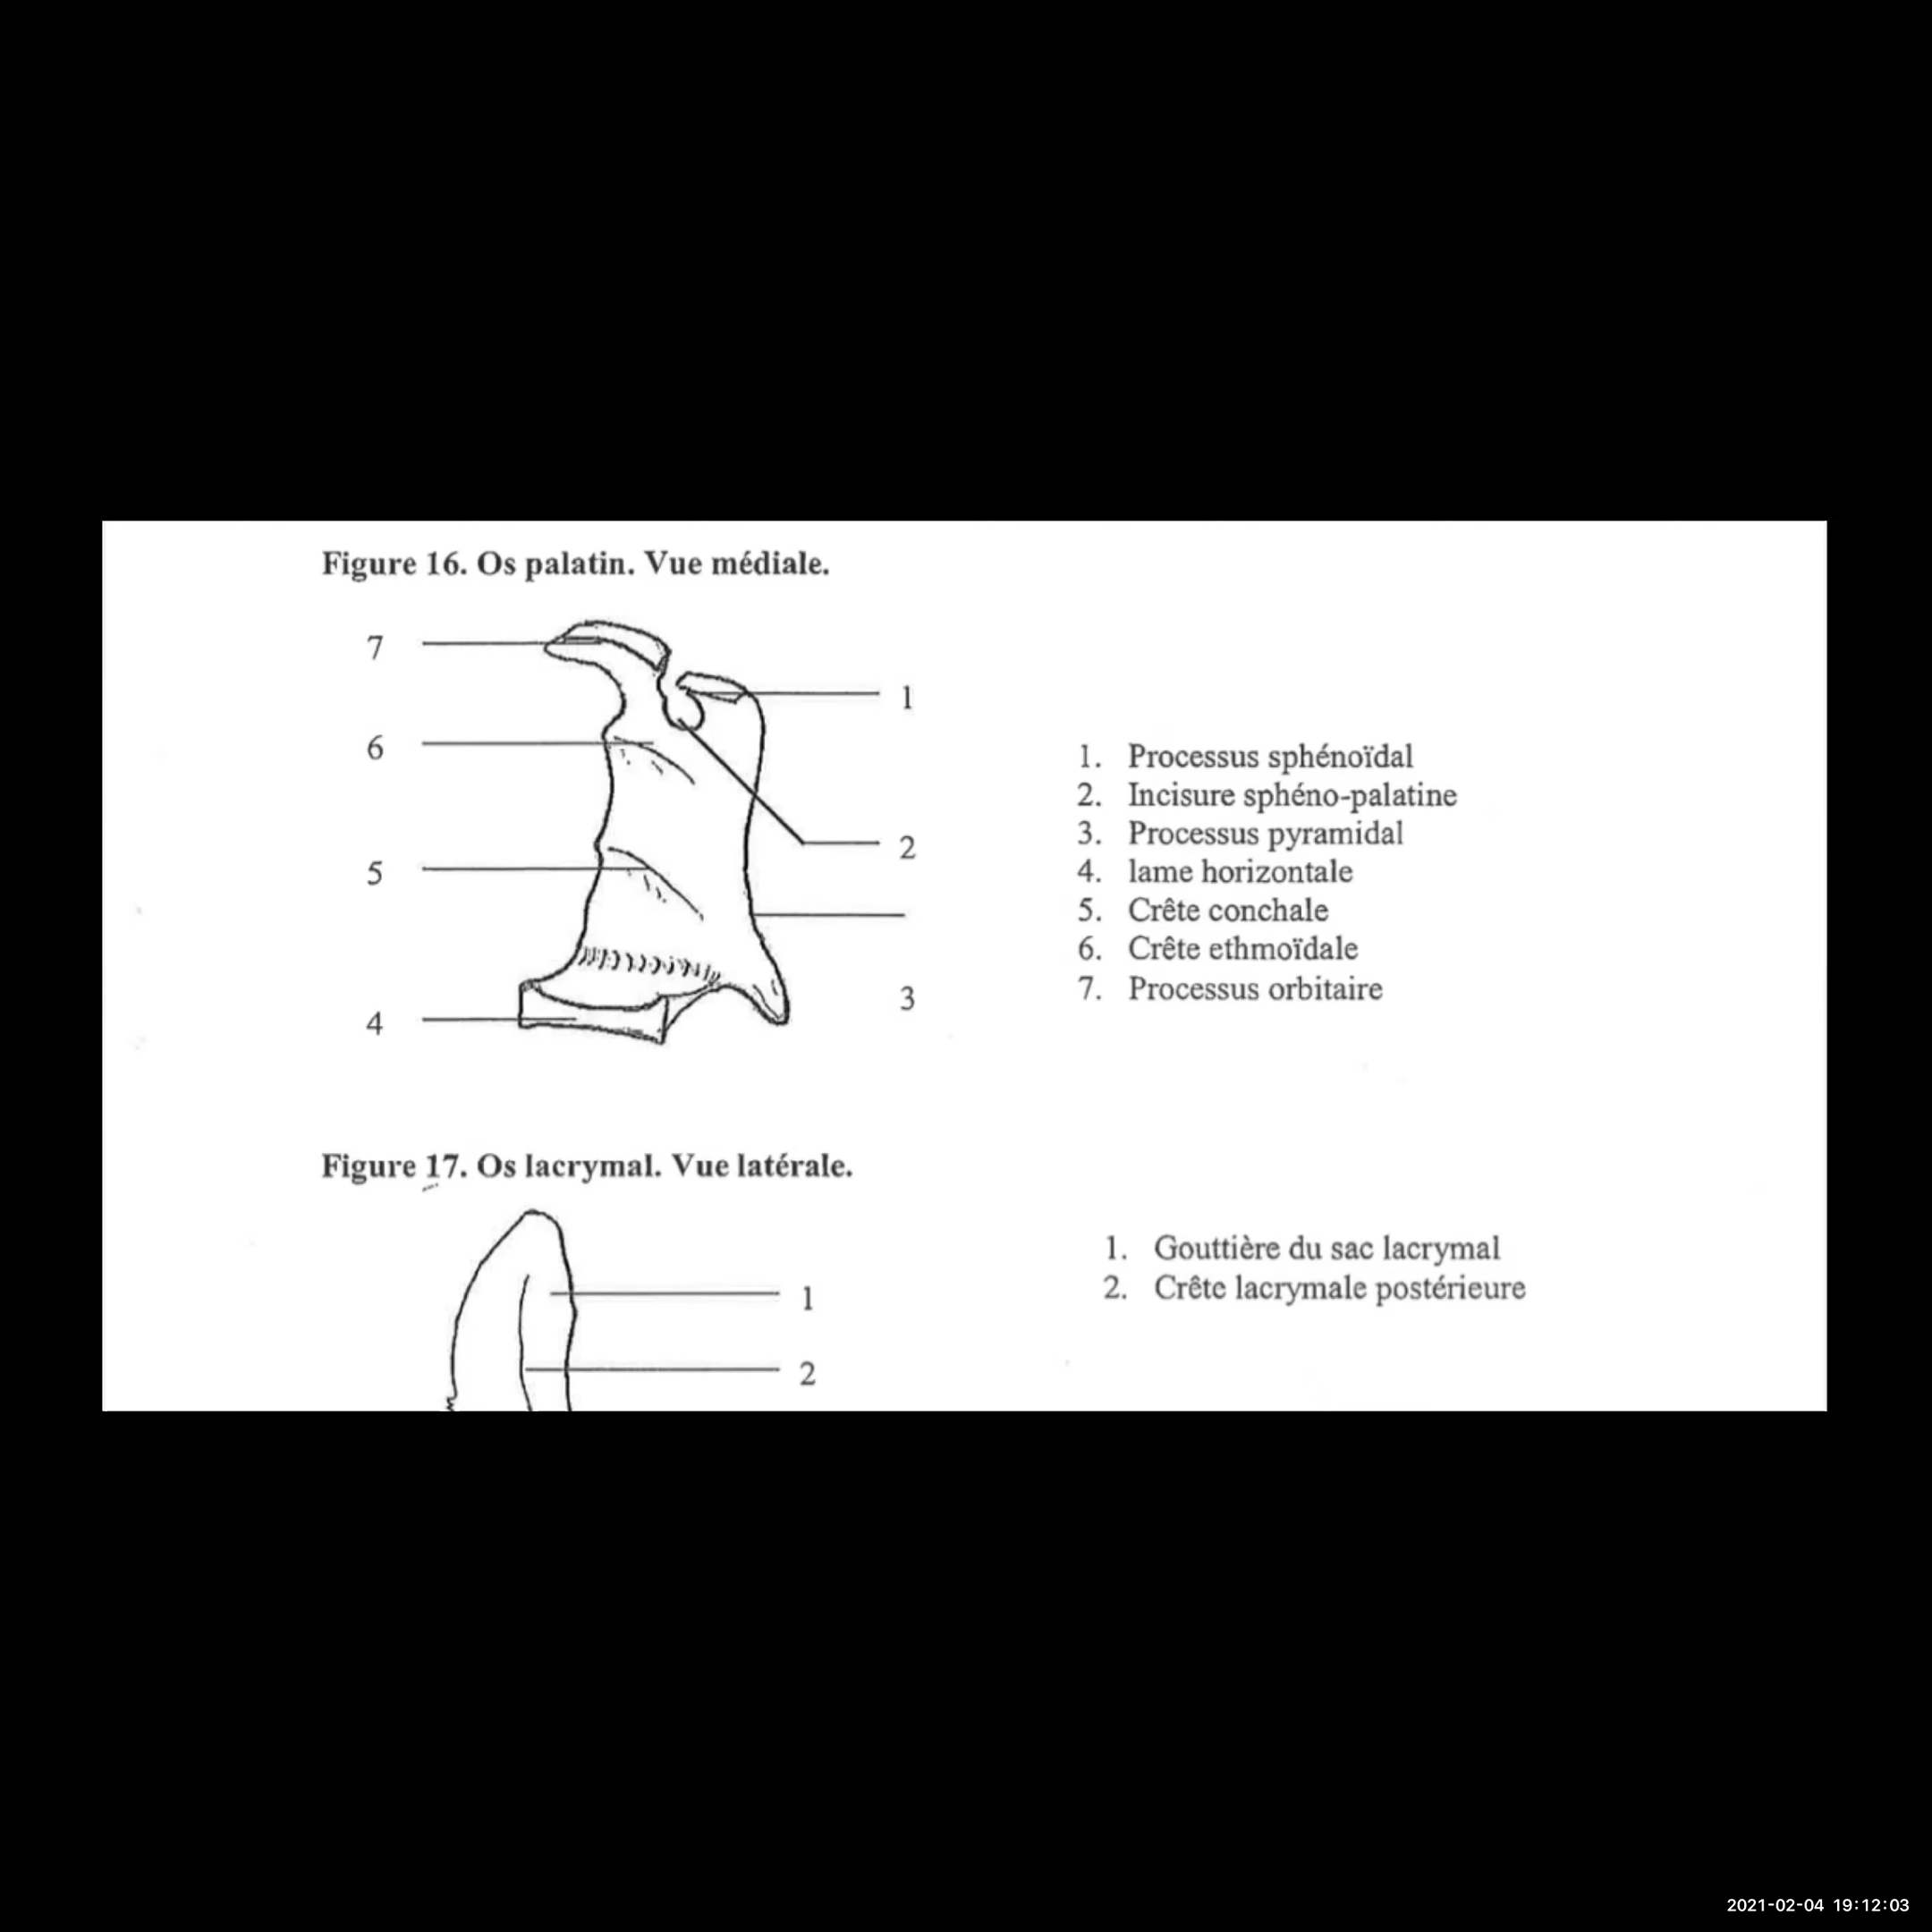 Figure 16. Os palatin. Vue médiale.
7
1
6
2
5
3
4
1. Processus sphénoïdal
2. Incisure sphéno-palatine
3. Processus pyramidal
4. lame horizontale
5. Crête conchale
6. Crête ethmoïdale
7. Processus orbitaire
Figure 17. Os lacrymal. Vue latérale.
1
2
1. Gouttière du sac lacrymal
2. Crête lacrymale postérieure
2021-02-04 19:12:03